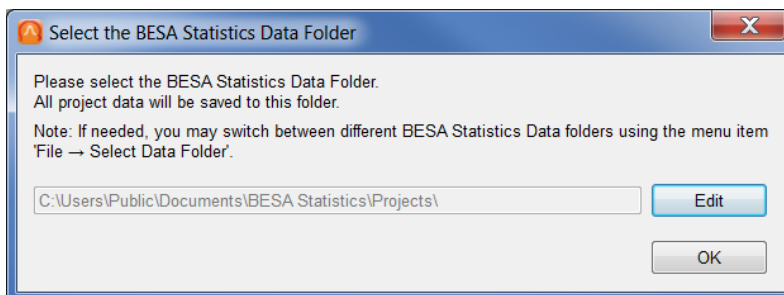 Select the BESA Statistics Data Folder
Please select the BESA Statistics Data Folder.
All project data will be saved to this folder.
Note: If needed, you may switch between different BESA Statistics Data folders using the menu item
'File → Select Data Folder'.
C:\Users\Public\Documents\BESA Statistics\Projects\
Edit
OK